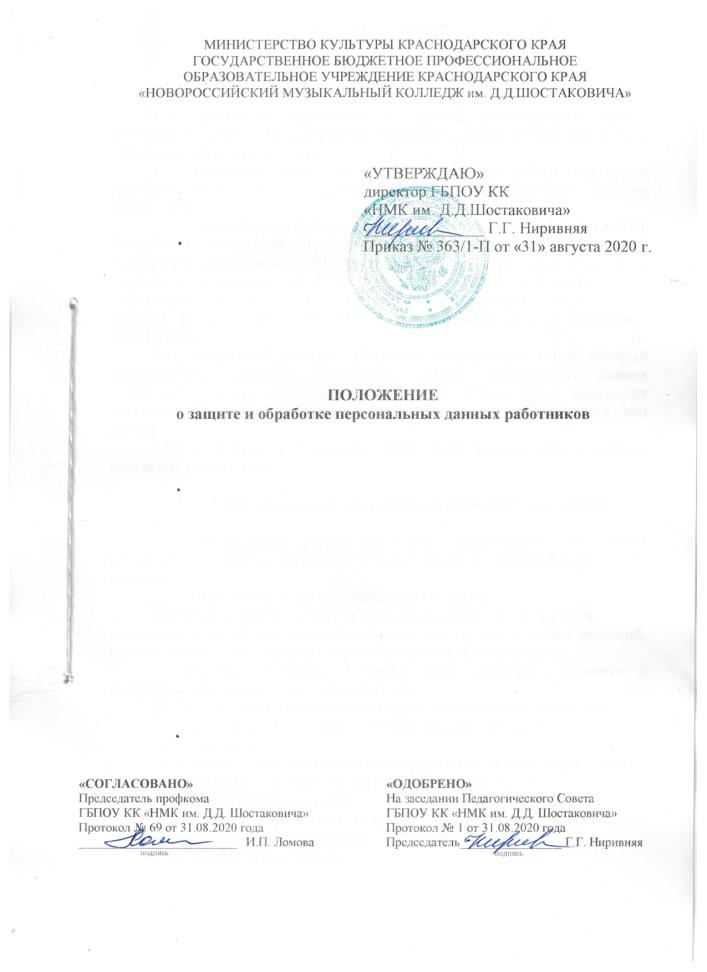 МИНИСТЕРСТВО КУЛЬТУРЫ КРАСНОДАРСКОГО КРАЯ
ГОСУДАРСТВЕННОЕ БЮДЖЕТНОЕ ПРОФЕССИОНАЛЬНОЕ
ОБРАЗОВАТЕЛЬНОЕ УЧРЕЖДЕНИЕ КРАСНОДАРСКОГО КРАЯ
«НОВОРОССИЙСКИЙ МУЗЫКАЛЬНЫЙ КОЛЛЕДЖ им. Д.Д.ШОСТАКОВИЧА»
«УТВЕРЖДАЮ»
директор ГБПОУ КК
«НМК им. Д.Д.Шостаковича»
Г.Г. Ниривняя
Приказ № 363/1-П от «31» августа 2020 г.
ПОЛОЖЕНИЕ
о защите и обработке персональных данных работников
«СОГЛАСОВАНО»
Председатель профкома
ГБПОУ КК «НМК им. Д.Д. Шостаковича»
Протокол № 69 от 31.08.2020 года
И.П. Ломова
подпись
«ОДОБРЕНО»
На заседании Педагогического Совета
ГБПОУ КК «НМК им. Д.Д. Шостаковича»
Протокол № 1 от 31.08.2020 года
Председатель Г.Г. Ниривняя
подпись